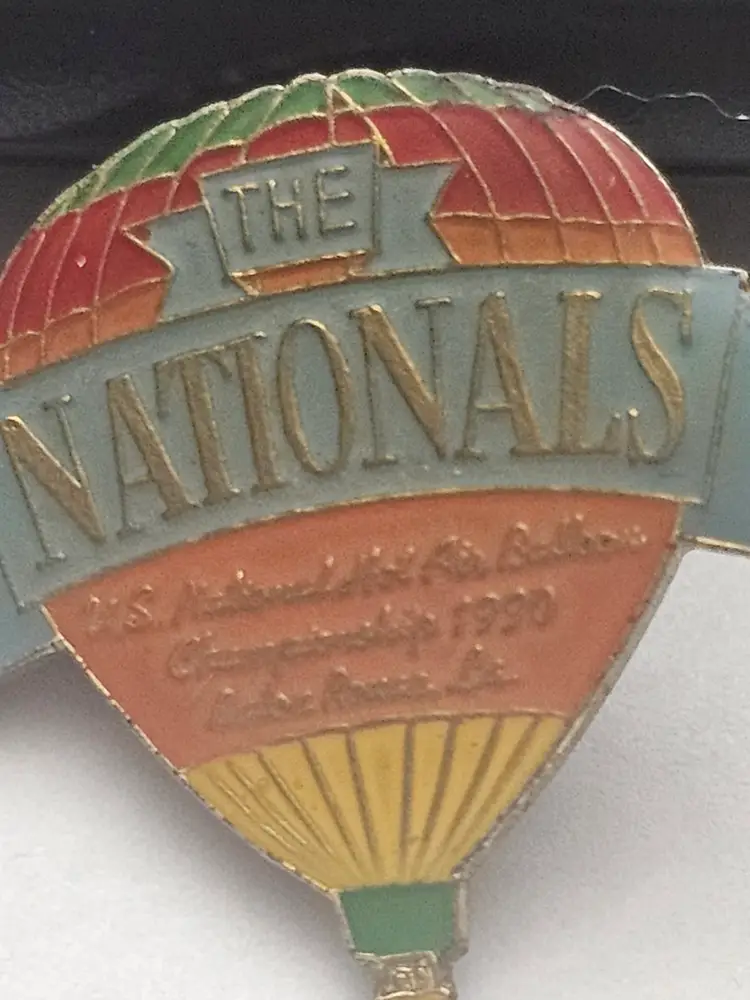 THE
NATIONALS
U.S. National Hot Air Balloon
Championship 1990
Baton Rouge, La.